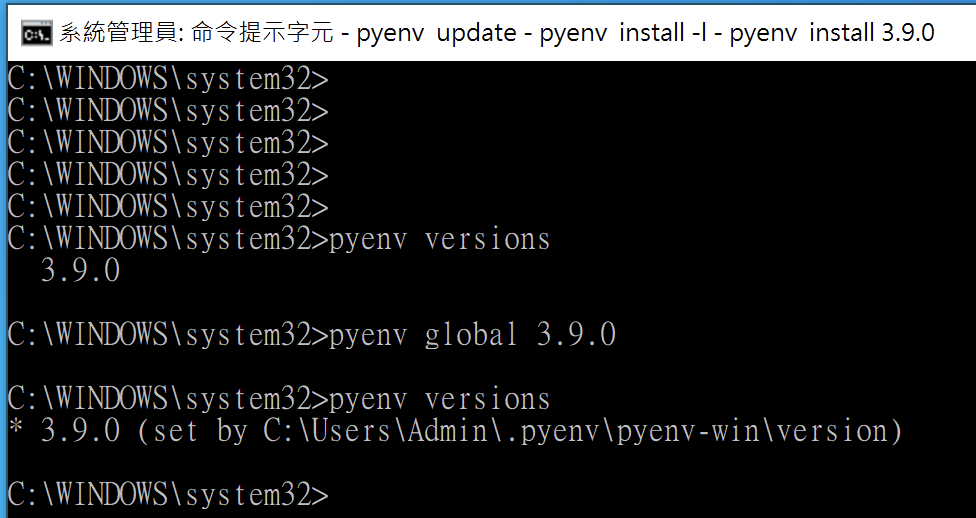 系統管理員: 命令提示字元 - pyenv update - pyenv install -l - pyenv install 3.9.0
C:\WINDOWS\system32>
C:\WINDOWS\system32>
C:\WINDOWS\system32>
C:\WINDOWS\system32>
C:\WINDOWS\system32>
C:\WINDOWS\system32>pyenv versions
  3.9.0
C:\WINDOWS\system32>pyenv global 3.9.0
C:\WINDOWS\system32>pyenv versions
* 3.9.0 (set by C:\Users\Admin\.pyenv\pyenv-win\version)
C:\WINDOWS\system32>